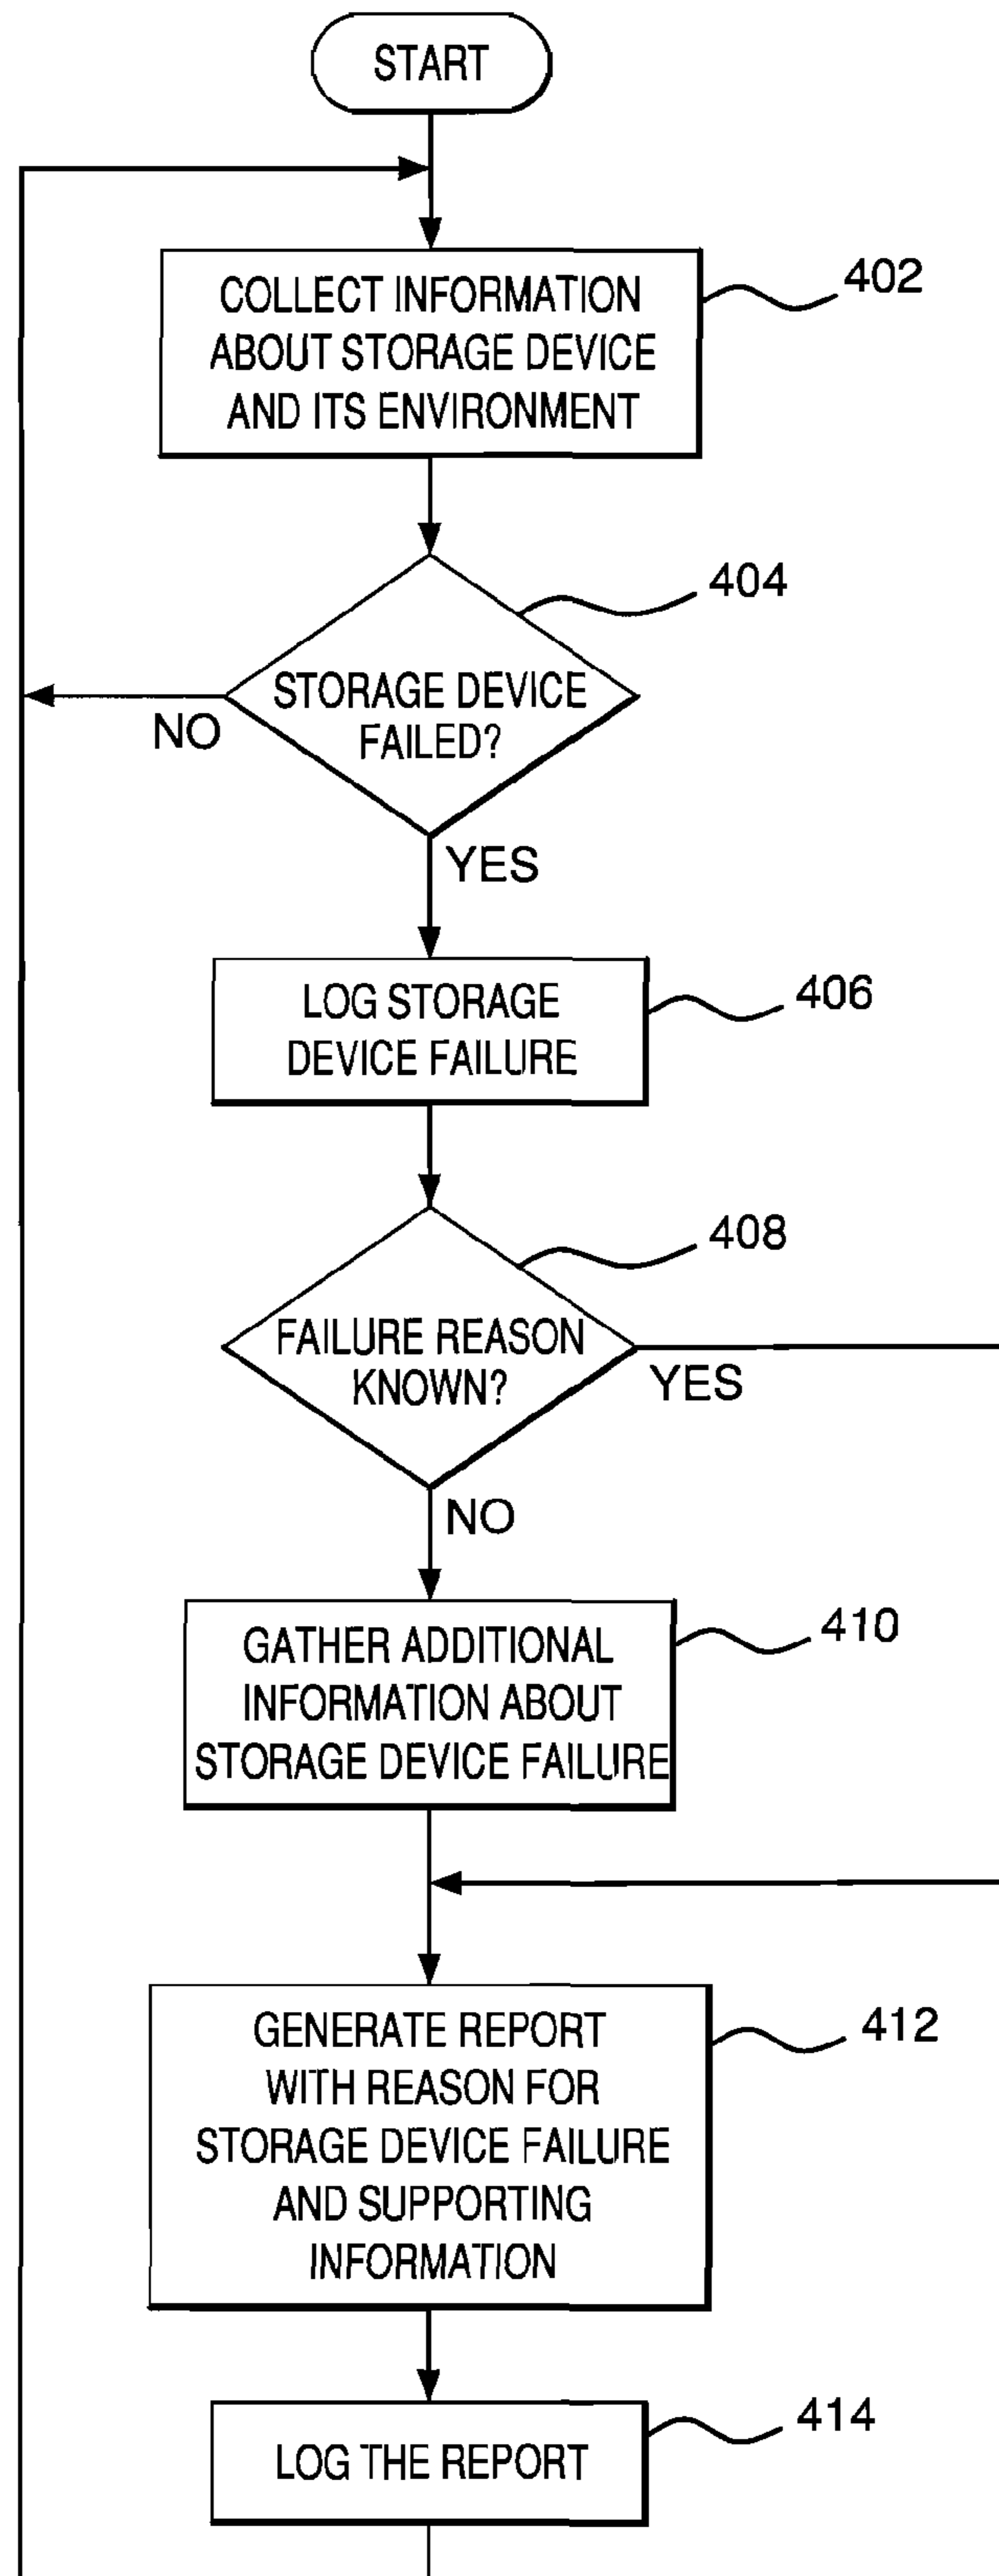 START
COLLECT INFORMATION
ABOUT STORAGE DEVICE
AND ITS ENVIRONMENT
402
STORAGE DEVICE
FAILED?
404
NO
YES
LOG STORAGE
DEVICE FAILURE
406
FAILURE REASON
KNOWN?
408
YES
NO
GATHER ADDITIONAL
INFORMATION ABOUT
STORAGE DEVICE FAILURE
410
GENERATE REPORT
WITH REASON FOR
STORAGE DEVICE FAILURE
AND SUPPORTING
INFORMATION
412
LOG THE REPORT
414